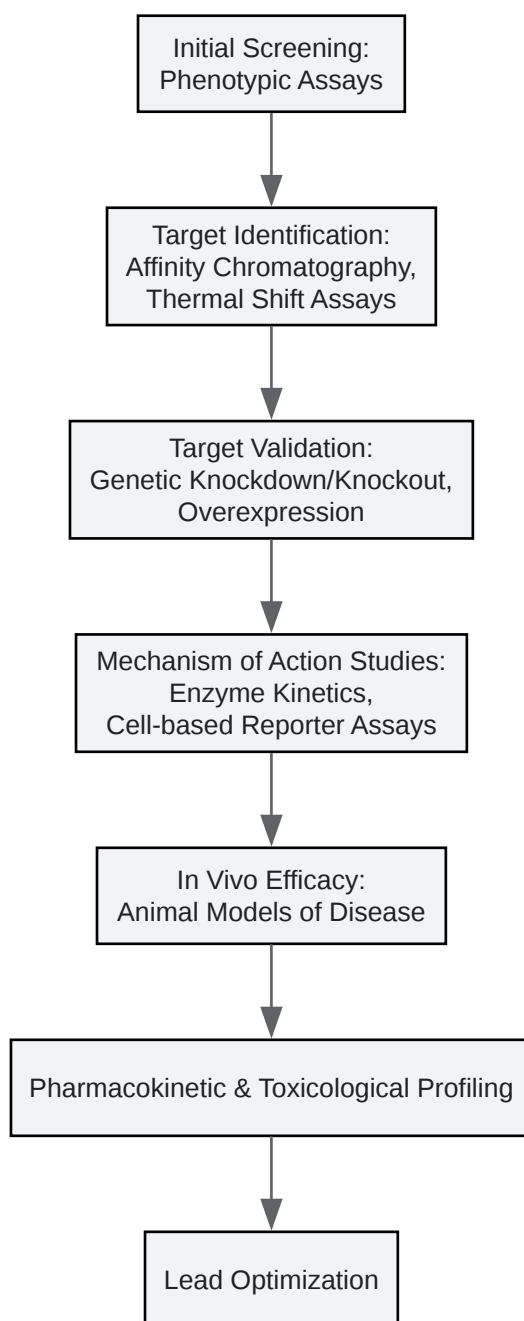 Initial Screening:
Phenotypic Assays
Target Identification:
Affinity Chromatography,
Thermal Shift Assays
Target Validation:
Genetic Knockdown/Knockout,
Overexpression
Mechanism of Action Studies:
Enzyme Kinetics,
Cell-based Reporter Assays
In Vivo Efficacy:
Animal Models of Disease
Pharmacokinetic & Toxicological Profiling
Lead Optimization